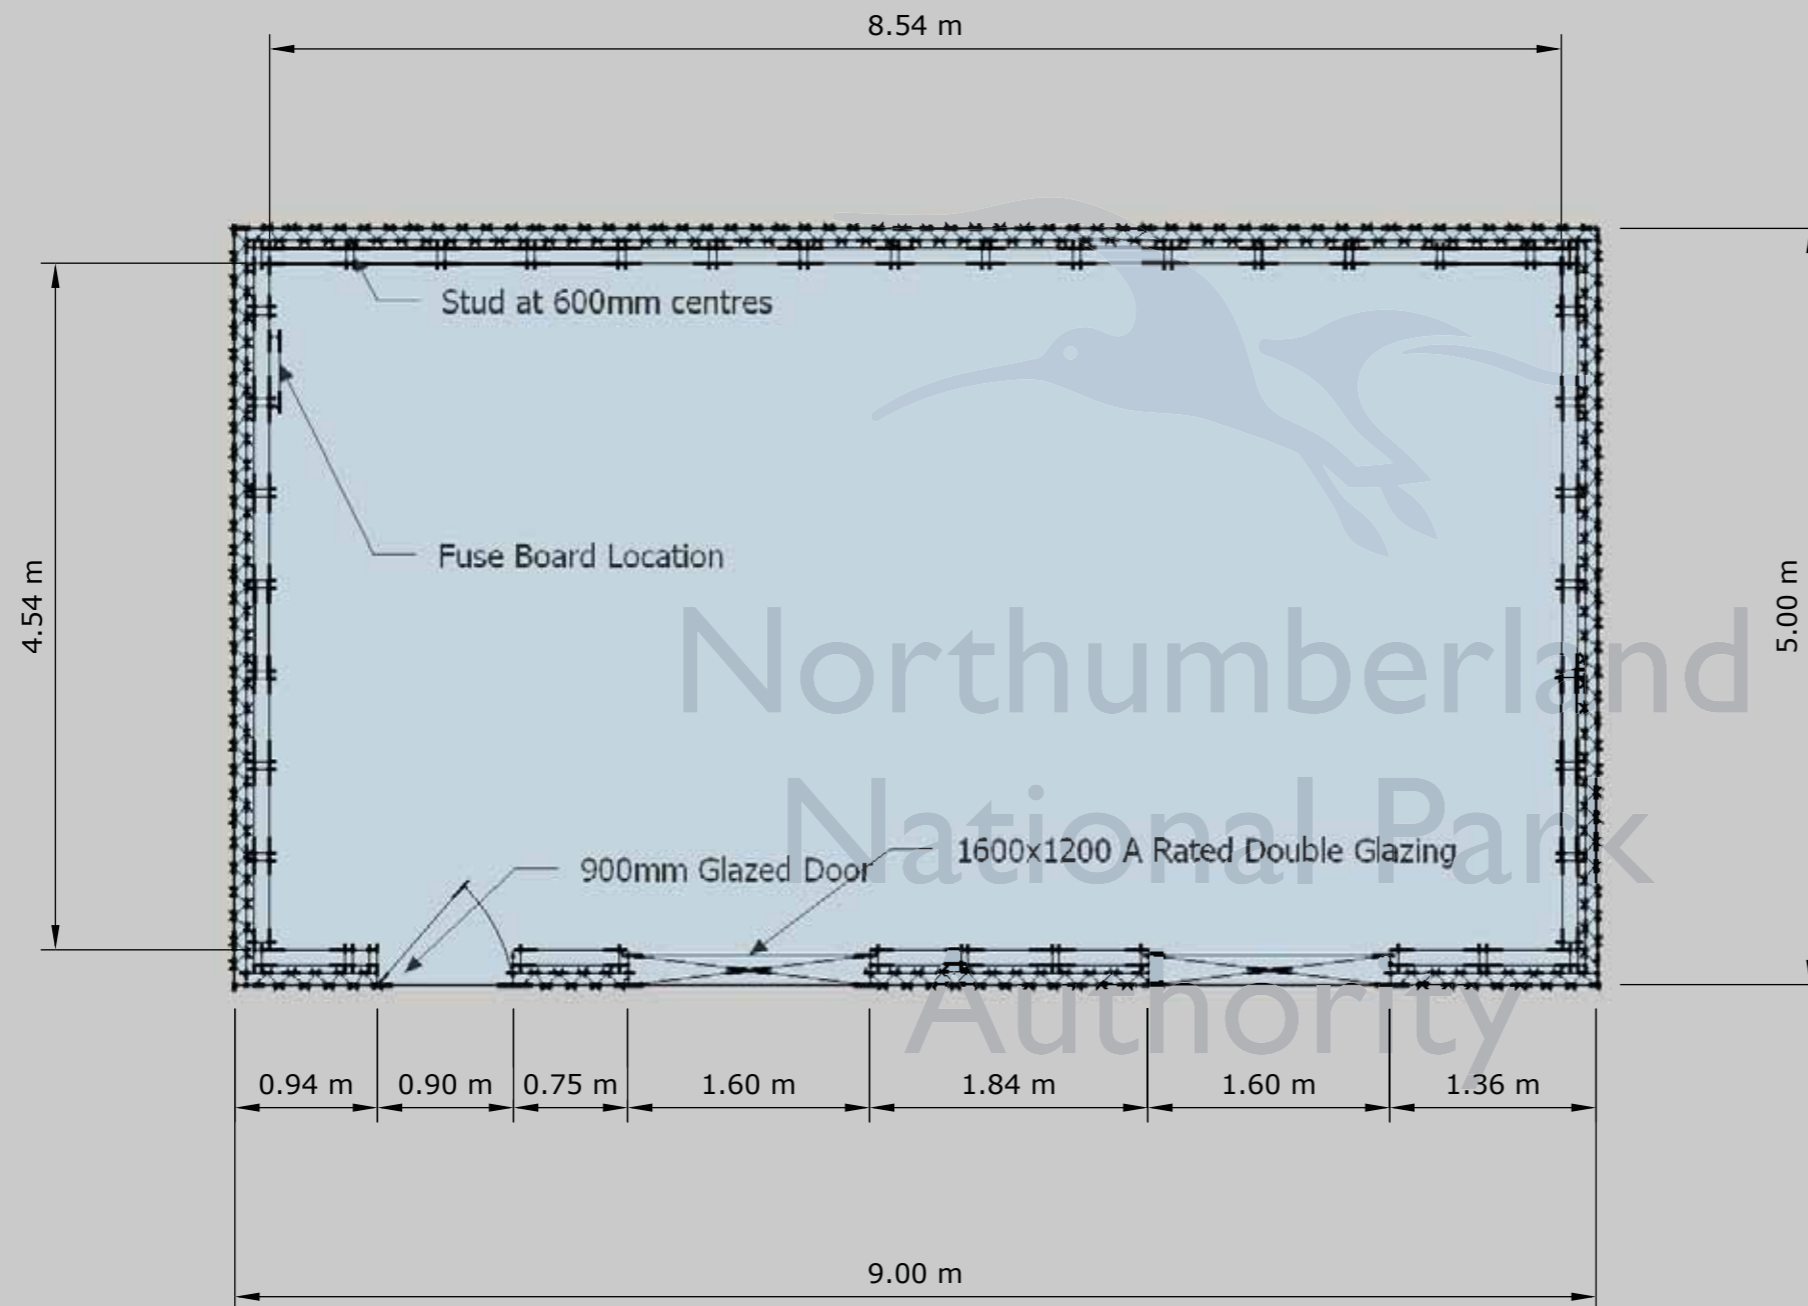 8.54 m
Stud at 600mm centres
Fuse Board Location
4.54 m
5.00 m
Northumberland
National Park
Authority
900mm Glazed Door
1600x1200 A Rated Double Glazing
0.94 m
0.90 m
0.75 m
1.60 m
1.84 m
1.60 m
1.36 m
9.00 m